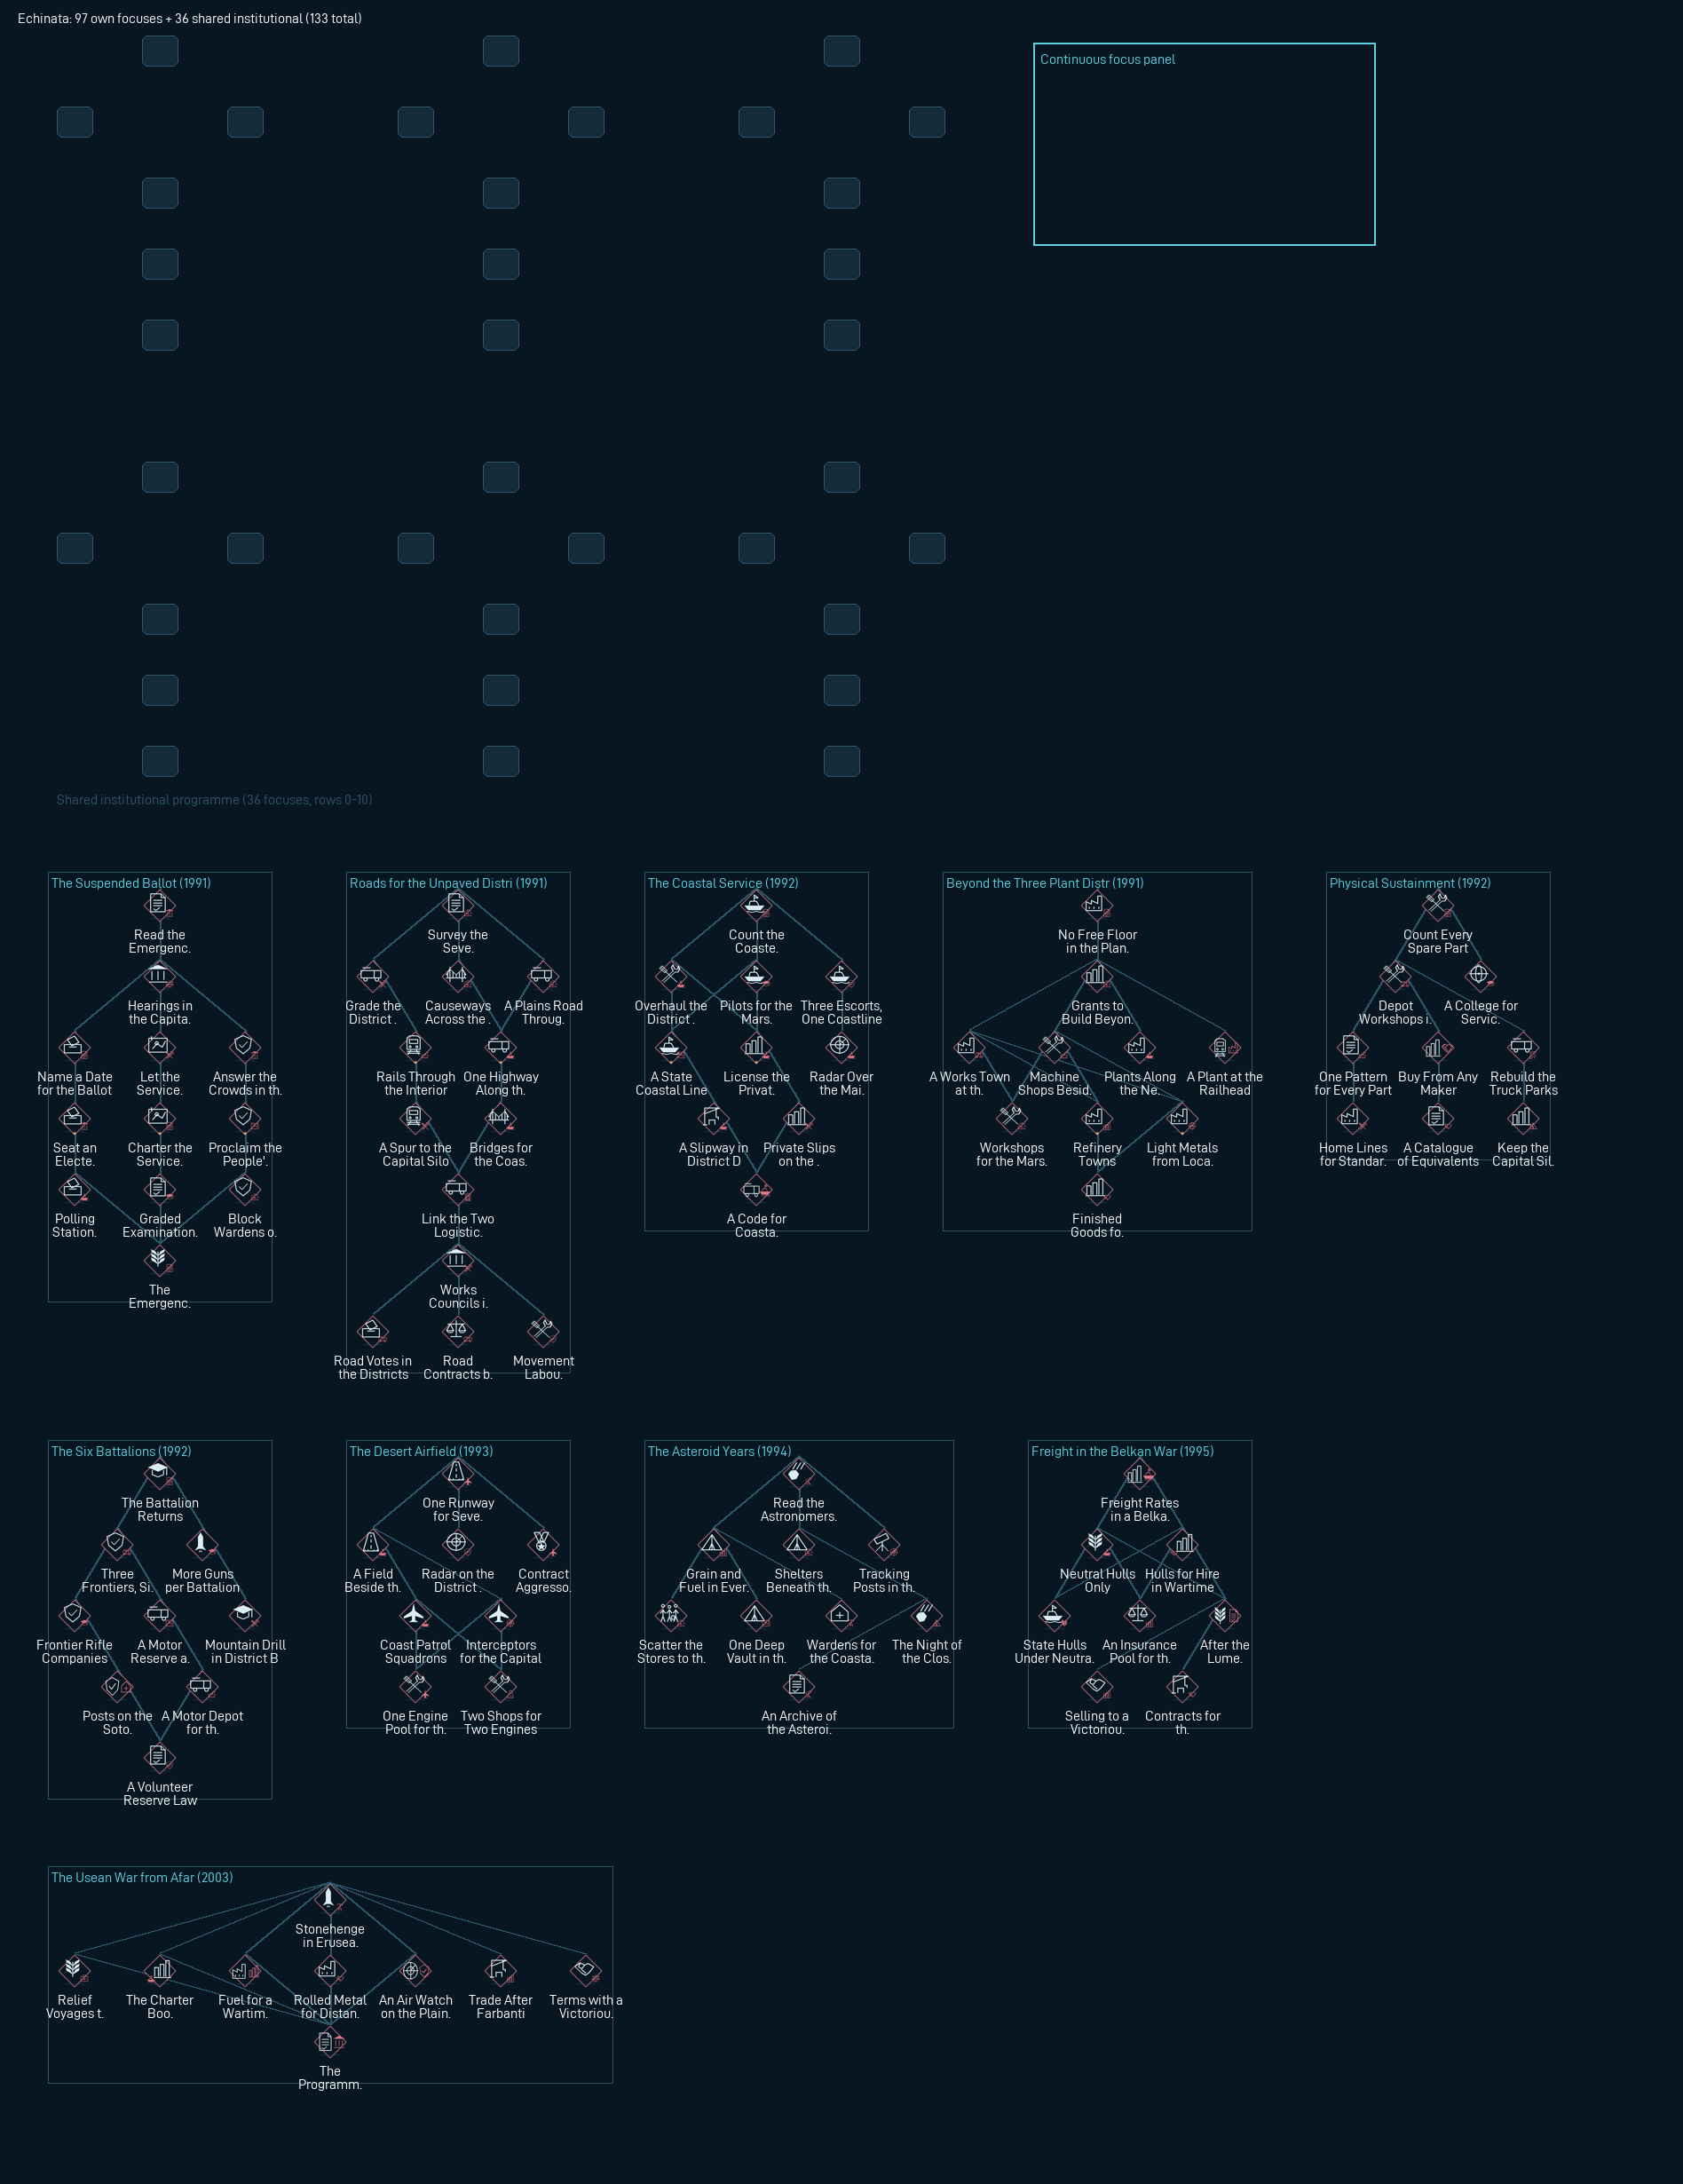 Echinata: 97 own focuses + 36 shared institutional (133 total)
Continuous focus panel
Shared institutional programme (36 focuses, rows 0-10)
The Suspended Ballot (1991)
Read the
Emergenc.
Hearings in
the Capita.
Name a Date
for the Ballot
Let the
Service.
Answer the
Crowds in th.
Seat an
Electe.
Charter the
Service.
Proclaim the
People'.
Polling
Station.
Graded
Examination.
Block
Wardens o.
The
Emergenc.
Roads for the Unpaved Distri (1991)
Survey the
Seve.
Grade the
District .
Causeways
Across the .
A Plains Road
Throug.
Rails Through
the Interior
One Highway
Along th.
A Spur to the
Capital Silo
Bridges for
the Coas.
Link the Two
Logistic.
Works
Councils i.
Road Votes in
the Districts
Road
Contracts b.
Movement
Labou.
The Coastal Service (1992)
Count the
Coaste.
Overhaul the
District .
Pilots for the
Mars.
Three Escorts,
One Coastline
A State
Coastal Line
License the
Privat.
Radar Over
the Mai.
A Slipway in
District D
Private Slips
on the .
A Code for
Coasta.
Beyond the Three Plant Distr (1991)
No Free Floor
in the Plan.
Grants to
Build Beyon.
A Works Town
at th.
Machine
Shops Besid.
Plants Along
the Ne.
A Plant at the
Railhead
Workshops
for the Mars.
Refinery
Towns
Light Metals
from Loca.
Finished
Goods fo.
Physical Sustainment (1992)
Count Every
Spare Part
Depot
Workshops i.
A College for
Servic.
One Pattern
for Every Part
Buy From Any
Maker
Rebuild the
Truck Parks
Home Lines
for Standar.
A Catalogue
of Equivalents
Keep the
Capital Sil.
The Six Battalions (1992)
The Battalion
Returns
Three
Frontiers, Si.
More Guns
per Battalion
Frontier Rifle
Companies
A Motor
Reserve a.
Mountain Drill
in District B
Posts on the
Soto.
A Motor Depot
for th.
A Volunteer
Reserve Law
The Desert Airfield (1993)
One Runway
for Seve.
A Field
Beside th.
Radar on the
District .
Contract
Aggresso.
Coast Patrol
Squadrons
Interceptors
for the Capital
One Engine
Pool for th.
Two Shops for
Two Engines
The Asteroid Years (1994)
Read the
Astronomers.
Grain and
Fuel in Ever.
Shelters
Beneath th.
Tracking
Posts in th.
Scatter the
Stores to th.
One Deep
Vault in th.
Wardens for
the Coasta.
The Night of
the Clos.
An Archive of
the Asteroi.
Freight in the Belkan War (1995)
Freight Rates
in a Belka.
Neutral Hulls
Only
Hulls for Hire
in Wartime
State Hulls
Under Neutra.
An Insurance
Pool for th.
After the
Lume.
Selling to a
Victoriou.
Contracts for
th.
The Usean War from Afar (2003)
Stonehenge
in Erusea.
Relief
Voyages t.
The Charter
Boo.
Fuel for a
Wartim.
Rolled Metal
for Distan.
An Air Watch
on the Plain.
Trade After
Farbanti
Terms with a
Victoriou.
The
Programm.